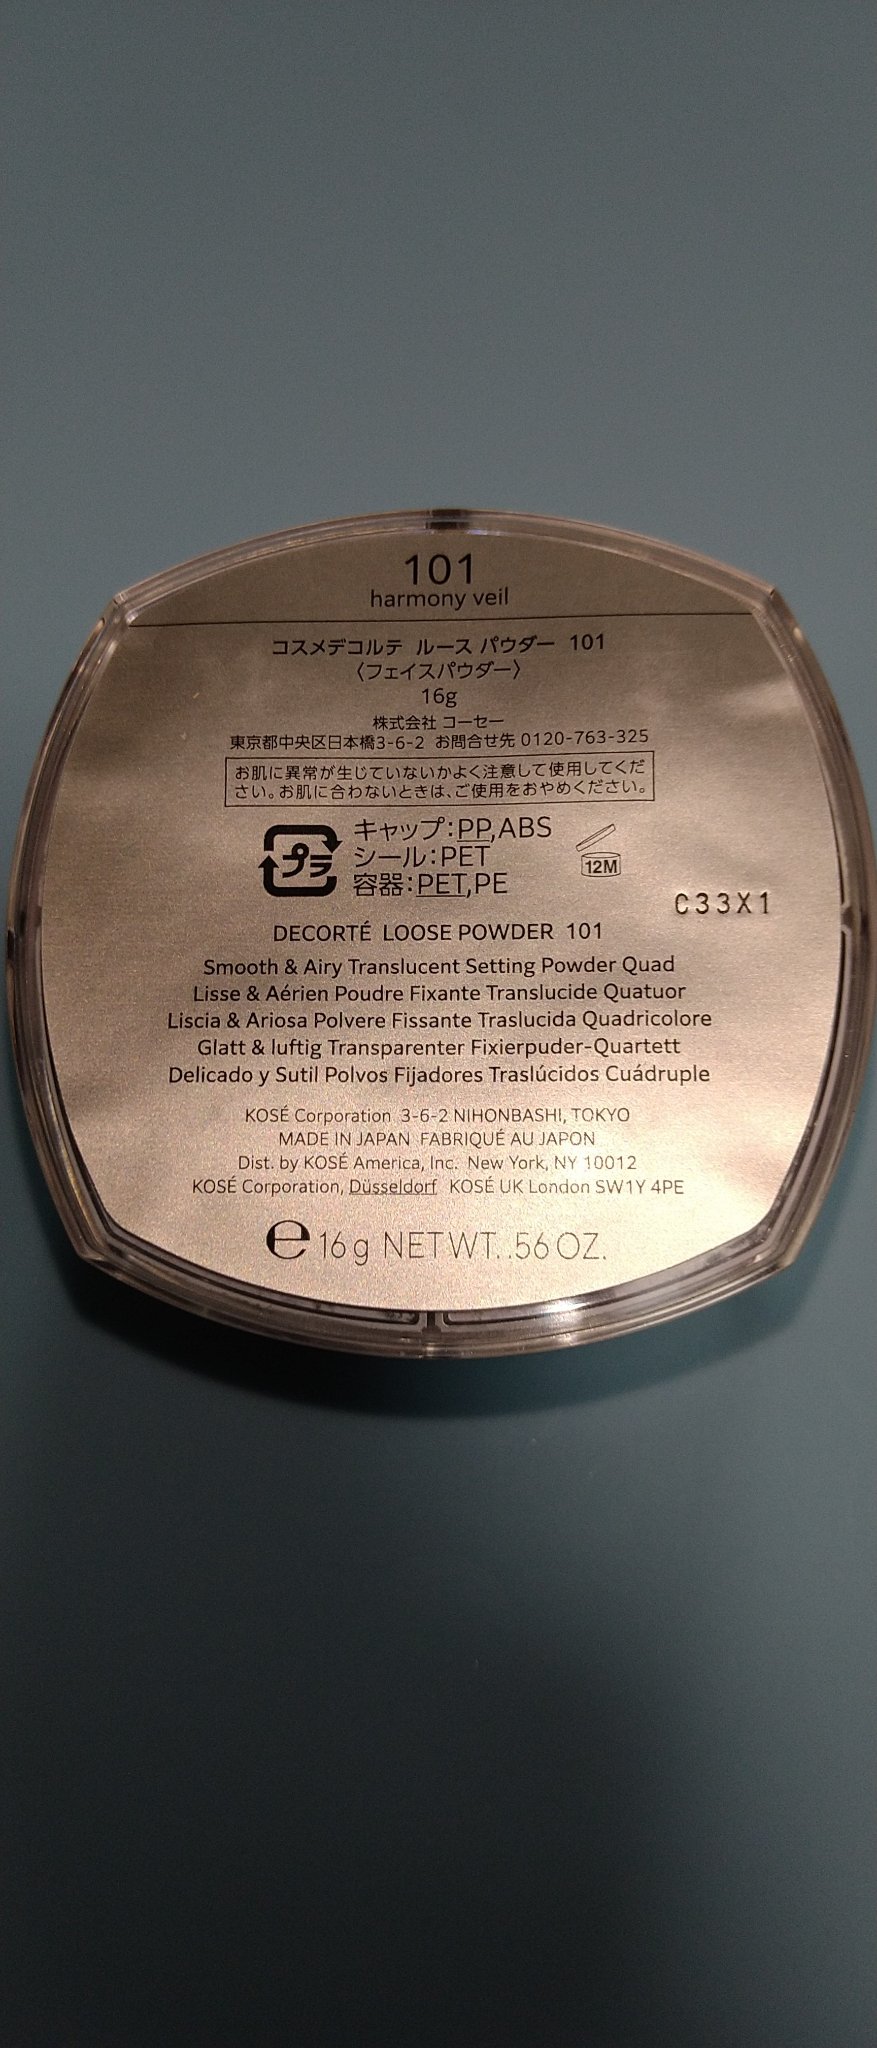 101
harmony veil
コスメデコルテ ルース パウダー 101
〈フェイスパウダー〉
16g
株式会社 コーセー
東京都中央区日本橋3-6-2 お問合せ先 0120-763-325
お肌に異常が生じていないかよく注意して使用してくだ
さい。お肌に合わないときは、ご使用をおやめください。
プラ
キャップ:PP,ABS
シール:PET
容器:PET,PE
12M
C33X1
DECORTÉ LOOSE POWDER 101
Smooth & Airy Translucent Setting Powder Quad
Lisse & Aérien Poudre Fixante Translucide Quatuor
Liscia & Ariosa Polvere Fissante Traslucida Quadricolore
Glatt & luftig Transparenter Fixierpuder-Quartett
Delicado y Sutil Polvos Fijadores Traslúcidos Cuádruple
KOSÉ Corporation 3-6-2 NIHONBASHI, TOKYO
MADE IN JAPAN FABRIQUÉ AU JAPON
Dist. by KOSÉ America, Inc. New York, NY 10012
KOSÉ Corporation, Düsseldorf KOSÉ UK London SW1Y 4PE
℮ 16g NET WT. .56 OZ.